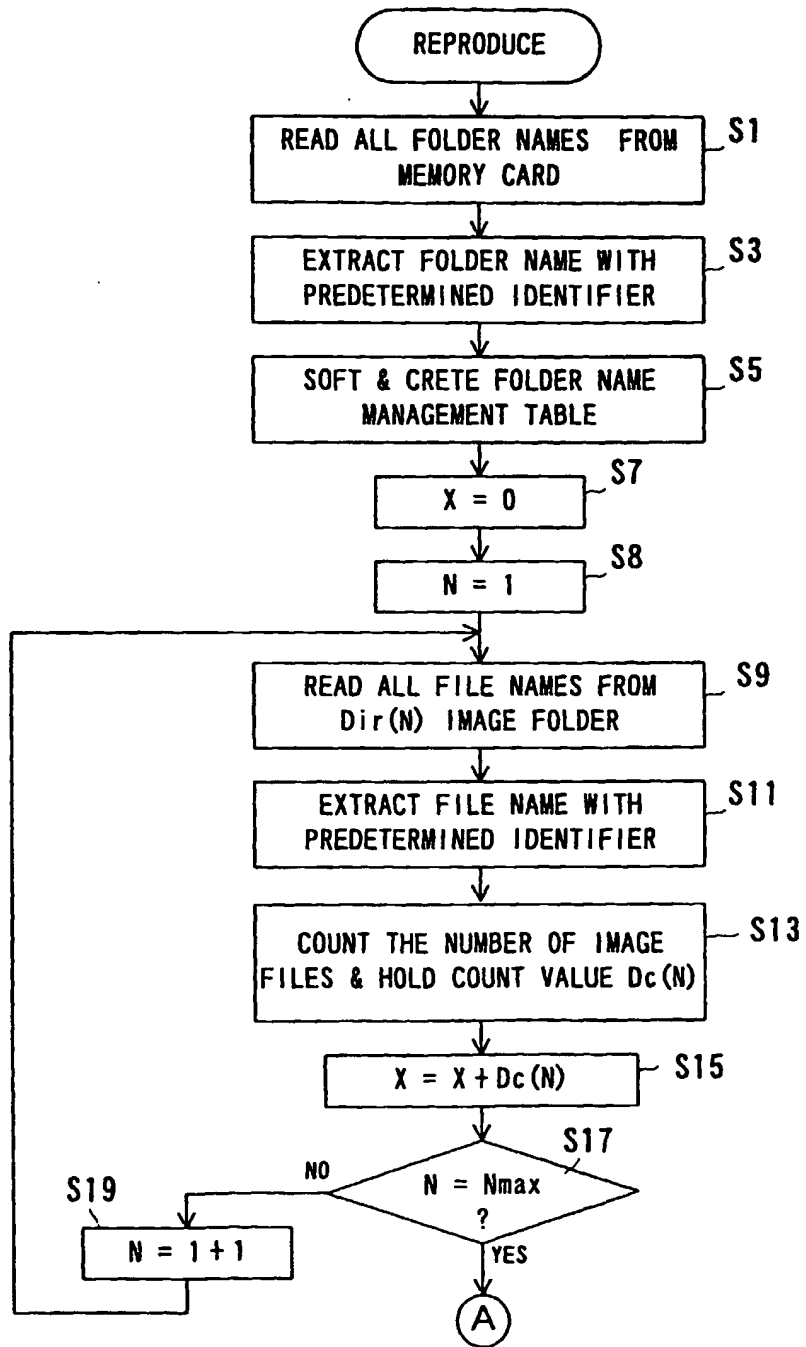 REPRODUCE
READ ALL FOLDER NAMES FROM
MEMORY CARD
S1
EXTRACT FOLDER NAME WITH
PREDETERMINED IDENTIFIER
S3
SOFT & CRETE FOLDER NAME
MANAGEMENT TABLE
S5
X = 0
S7
N = 1
S8
READ ALL FILE NAMES FROM
Dir(N) IMAGE FOLDER
S9
EXTRACT FILE NAME WITH
PREDETERMINED IDENTIFIER
S11
COUNT THE NUMBER OF IMAGE
FILES & HOLD COUNT VALUE Dc(N)
S13
X = X + Dc(N)
S15
N = Nmax
?
S17
NO
YES
S19
N = 1 + 1
A